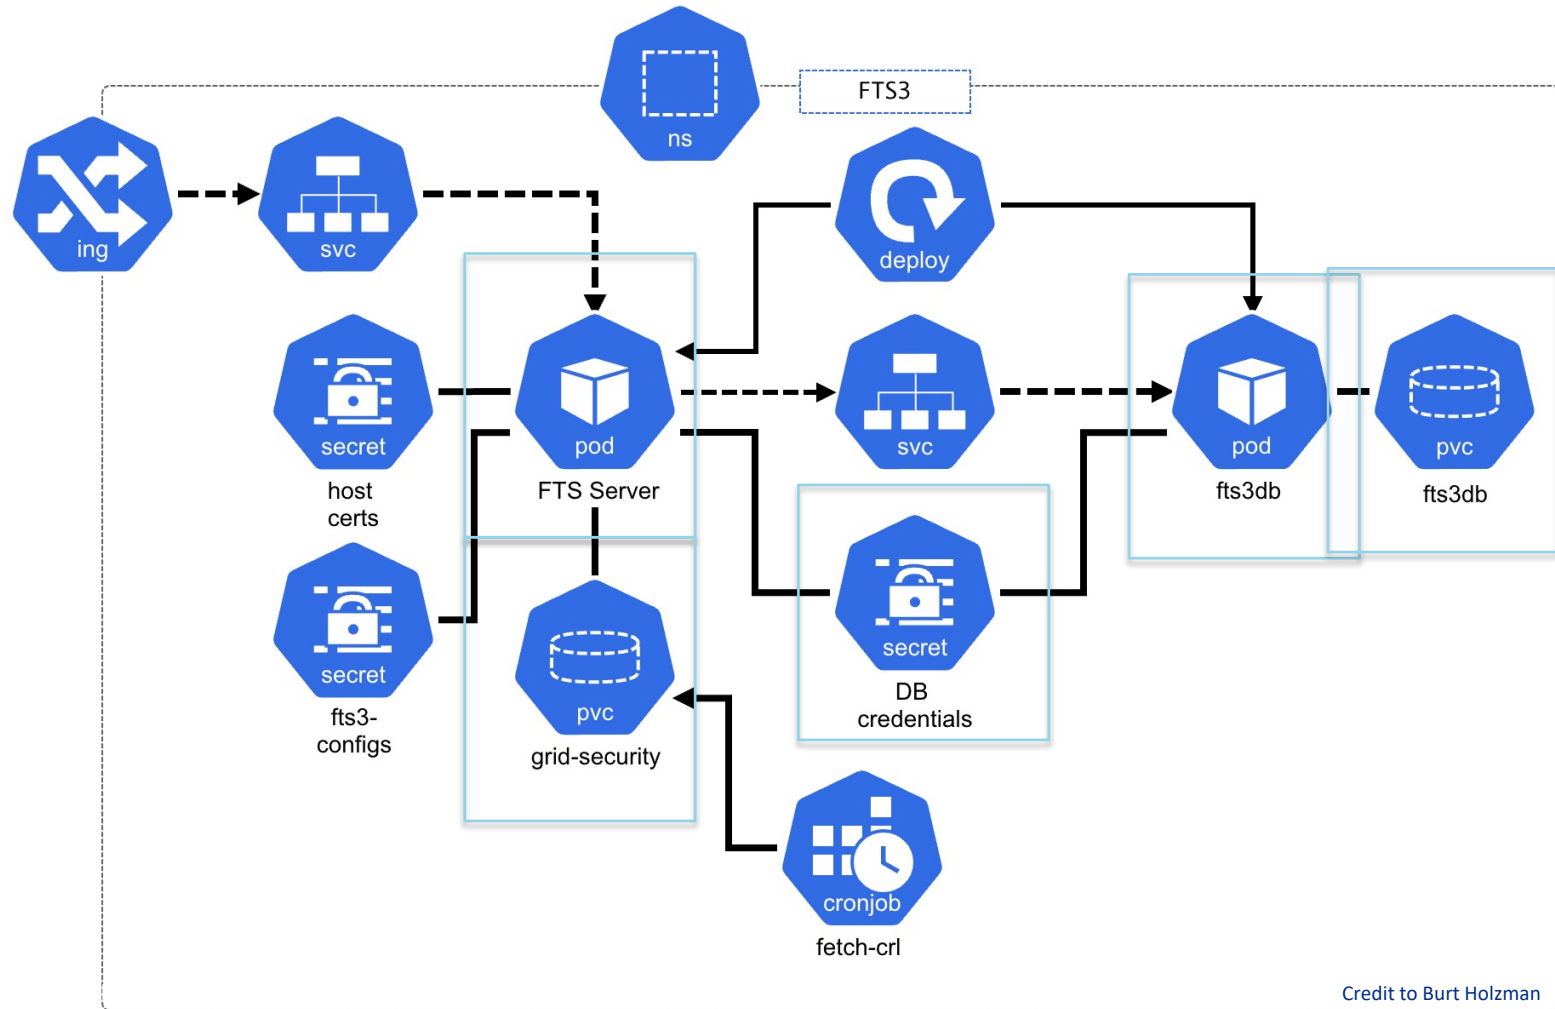 FTS3
ns
ing
svc
deploy
secret
host
certs
pod
FTS Server
svc
pod
fts3db
pvc
fts3db
secret
fts3-
configs
pvc
grid-security
secret
DB
credentials
cronjob
fetch-crl
Credit to Burt Holzman